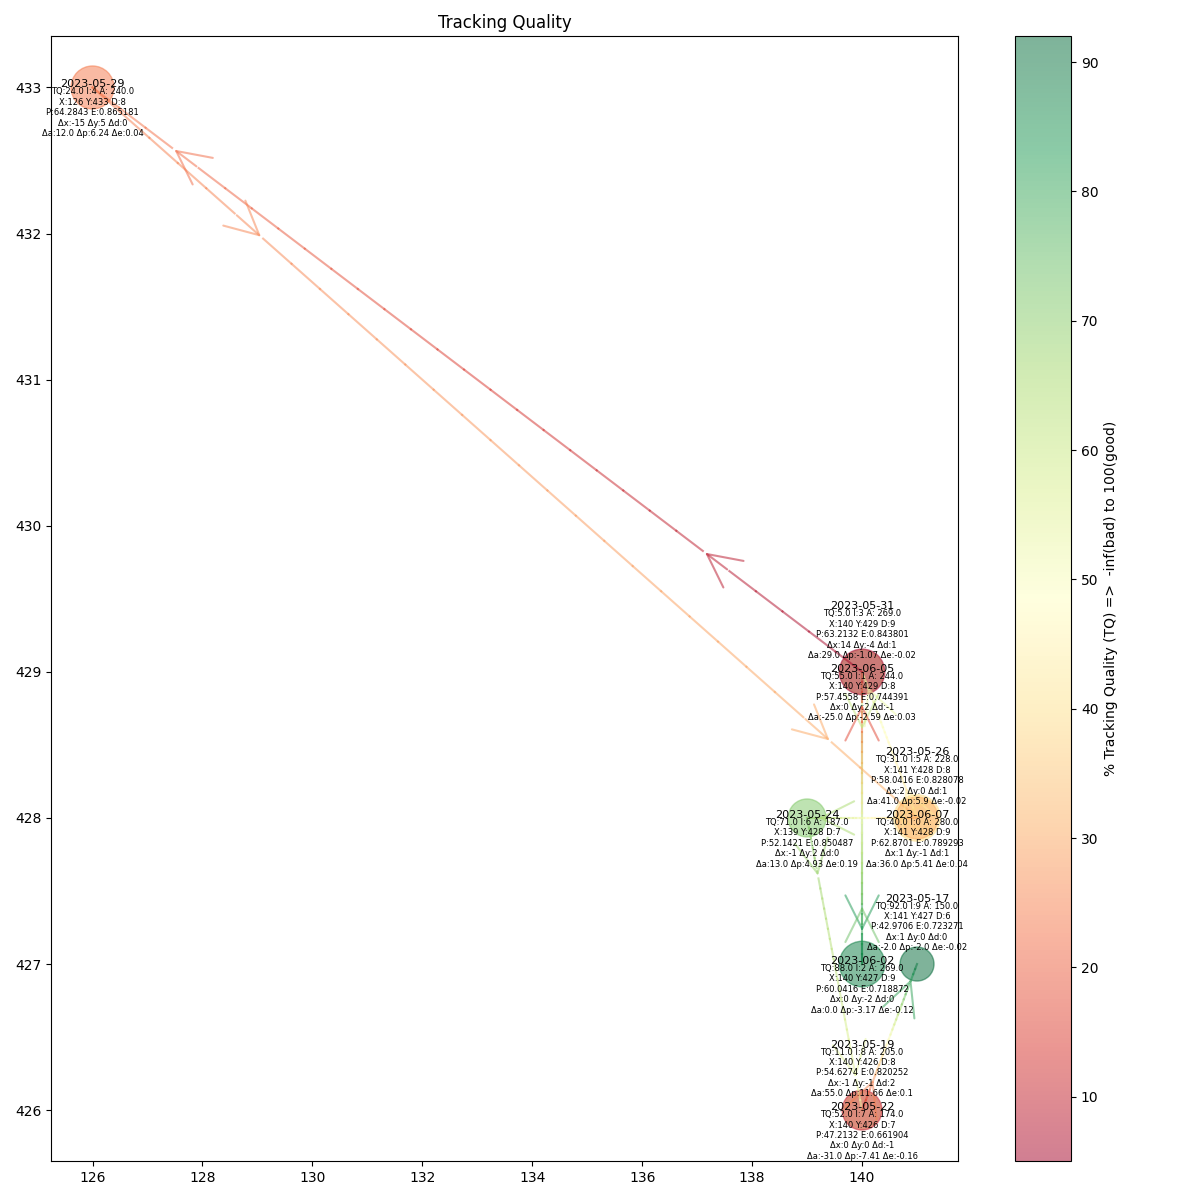 Tracking Quality
433
432
431
430
429
428
427
426
126
128
130
132
134
136
138
140
2023-05-29
TQ:24.0 I:4 A: 240.0
X:126 Y:433 D:8
P:64.2843 E:0.865181
Δx:-15 Δy:5 Δd:0
Δa:12.0 Δp:6.24 Δe:0.04
2023-05-31
TQ:5.0 I:3 A: 269.0
X:140 Y:429 D:9
P:63.2132 E:0.843801
Δx:14 Δy:-4 Δd:1
Δa:29.0 Δp:-1.07 Δe:-0.02
2023-06-05
TQ:55.0 I:1 A: 244.0
X:140 Y:429 D:8
P:57.4558 E:0.744391
Δx:0 Δy:2 Δd:-1
Δa:-25.0 Δp:-2.59 Δe:0.03
2023-05-26
TQ:31.0 I:5 A: 228.0
X:141 Y:428 D:8
P:58.0416 E:0.828078
Δx:2 Δy:0 Δd:1
Δa:41.0 Δp:5.9 Δe:-0.02
2023-05-24
TQ:71.0 I:6 A: 187.0
X:139 Y:428 D:7
P:52.1421 E:0.850487
Δx:-1 Δy:2 Δd:0
Δa:13.0 Δp:4.93 Δe:0.19
2023-06-07
TQ:40.0 I:0 A: 280.0
X:141 Y:428 D:9
P:62.8701 E:0.789293
Δx:1 Δy:-1 Δd:1
Δa:36.0 Δp:5.41 Δe:0.04
2023-05-17
TQ:92.0 I:9 A: 150.0
X:141 Y:427 D:6
P:42.9706 E:0.723271
Δx:1 Δy:0 Δd:0
Δa:-2.0 Δp:-2.0 Δe:-0.02
2023-06-02
TQ:88.0 I:2 A: 269.0
X:140 Y:427 D:9
P:60.0416 E:0.718872
Δx:0 Δy:-2 Δd:0
Δa:0.0 Δp:-3.17 Δe:-0.12
2023-05-19
TQ:11.0 I:8 A: 205.0
X:140 Y:426 D:8
P:54.6274 E:0.820252
Δx:-1 Δy:-1 Δd:2
Δa:55.0 Δp:11.66 Δe:0.1
2023-05-22
TQ:52.0 I:7 A: 174.0
X:140 Y:426 D:7
P:47.2132 E:0.661904
Δx:0 Δy:0 Δd:-1
Δa:-31.0 Δp:-7.41 Δe:-0.16
90
80
70
60
50
40
30
20
10
% Tracking Quality (TQ) => -inf(bad) to 100(good)